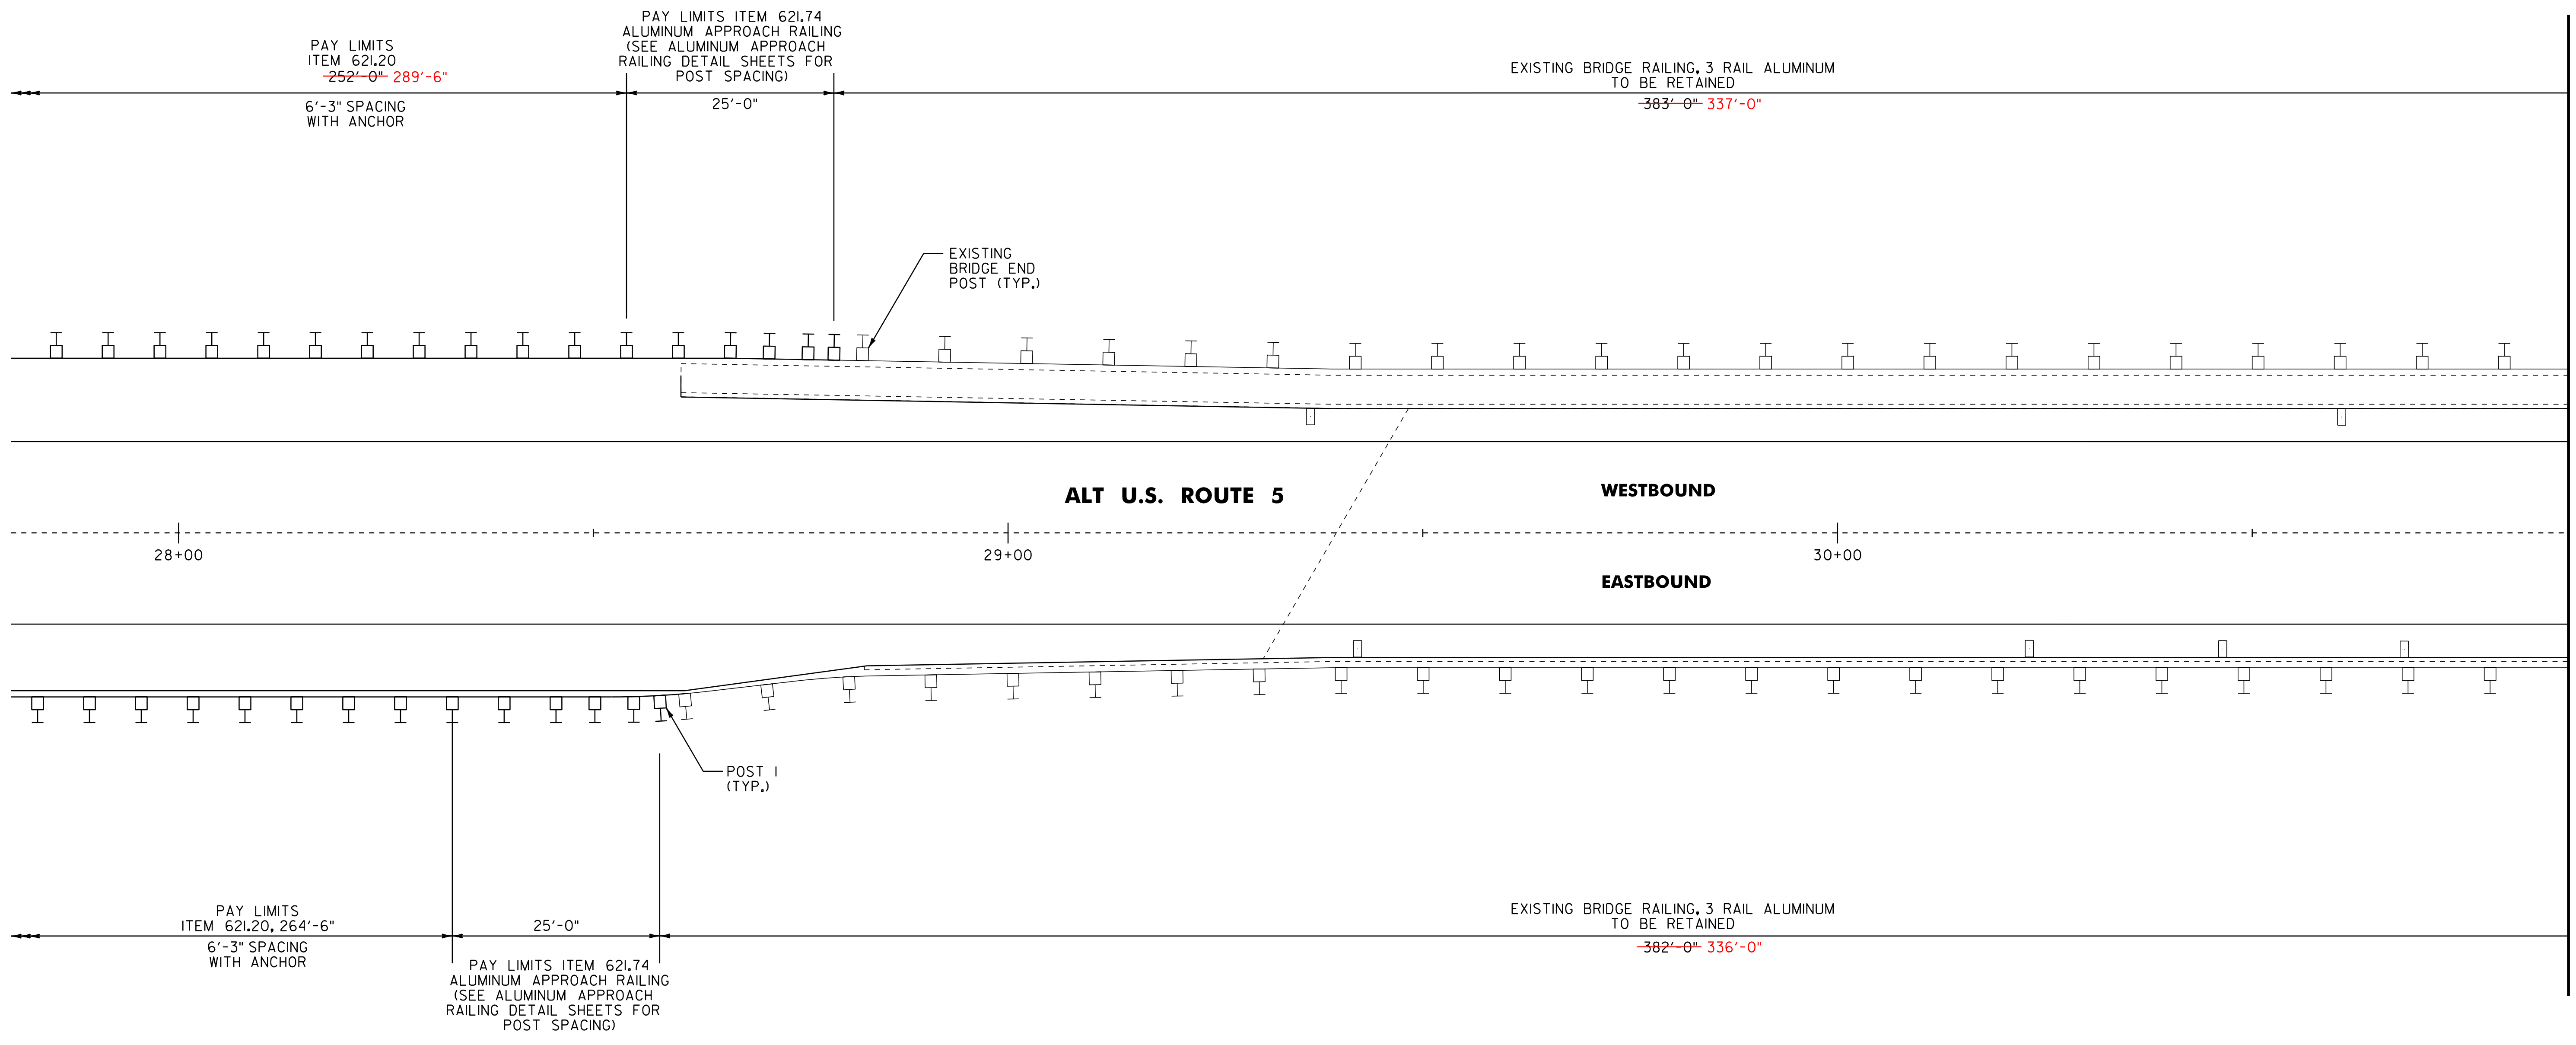 PAY LIMITS
ITEM 621.20
252'-0" 289'-6"
6'-3" SPACING
WITH ANCHOR
PAY LIMITS ITEM 621.74
ALUMINUM APPROACH RAILING
(SEE ALUMINUM APPROACH
RAILING DETAIL SHEETS FOR
POST SPACING)
25'-0"
EXISTING BRIDGE RAILING, 3 RAIL ALUMINUM
TO BE RETAINED
383'-0" 337'-0"
EXISTING
BRIDGE END
POST (TYP.)
ALT U.S. ROUTE 5
WESTBOUND
28+00
29+00
30+00
EASTBOUND
POST 1
(TYP.)
PAY LIMITS
ITEM 621.20, 264'-6"
6'-3" SPACING
WITH ANCHOR
25'-0"
PAY LIMITS ITEM 621.74
ALUMINUM APPROACH RAILING
(SEE ALUMINUM APPROACH
RAILING DETAIL SHEETS FOR
POST SPACING)
EXISTING BRIDGE RAILING, 3 RAIL ALUMINUM
TO BE RETAINED
382'-0" 336'-0"